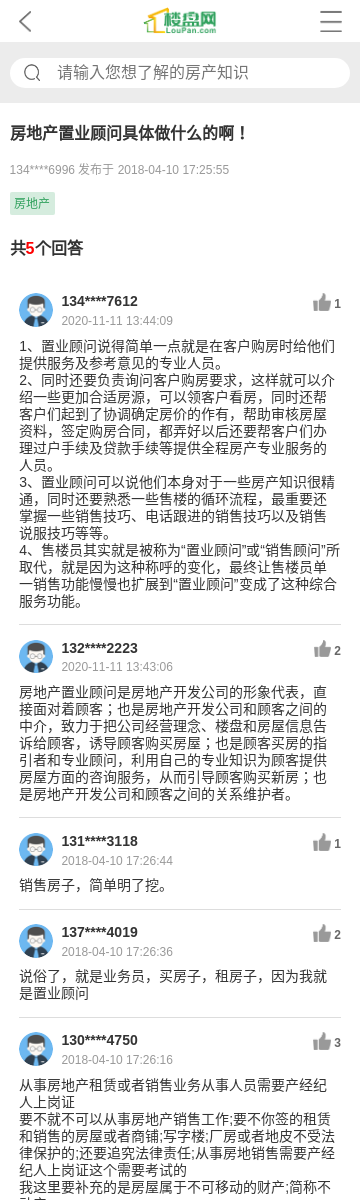 楼盘网
LouPan.com
请输入您想了解的房产知识
房地产置业顾问具体做什么的啊！
134****6996 发布于 2018-04-10 17:25:55
房地产
共5个回答
134****7612
1
2020-11-11 13:44:09
1、置业顾问说得简单一点就是在客户购房时给他们
提供服务及参考意见的专业人员。
2、同时还要负责询问客户购房要求，这样就可以介
绍一些更加合适房源，可以领客户看房，同时还帮
客户们起到了协调确定房价的作有，帮助审核房屋
资料，签定购房合同，都弄好以后还要帮客户们办
理过户手续及贷款手续等提供全程房产专业服务的
人员。
3、置业顾问可以说他们本身对于一些房产知识很精
通，同时还要熟悉一些售楼的循环流程，最重要还
掌握一些销售技巧、电话跟进的销售技巧以及销售
说服技巧等等。
4、售楼员其实就是被称为“置业顾问”或“销售顾问”所
取代，就是因为这种称呼的变化，最终让售楼员单
一销售功能慢慢也扩展到“置业顾问”变成了这种综合
服务功能。
132****2223
2
2020-11-11 13:43:06
房地产置业顾问是房地产开发公司的形象代表，直
接面对着顾客；也是房地产开发公司和顾客之间的
中介，致力于把公司经营理念、楼盘和房屋信息告
诉给顾客，诱导顾客购买房屋；也是顾客买房的指
引者和专业顾问，利用自己的专业知识为顾客提供
房屋方面的咨询服务，从而引导顾客购买新房；也
是房地产开发公司和顾客之间的关系维护者。
131****3118
1
2018-04-10 17:26:44
销售房子，简单明了挖。
137****4019
2
2018-04-10 17:26:36
说俗了，就是业务员，买房子，租房子，因为我就
是置业顾问
130****4750
3
2018-04-10 17:26:16
从事房地产租赁或者销售业务从事人员需要产经纪
人上岗证
要不就不可以从事房地产销售工作;要不你签的租赁
和销售的房屋或者商铺;写字楼;厂房或者地皮不受法
律保护的;还要追究法律责任;从事房地销售需要产经
纪人上岗证这个需要考试的
我这里要补充的是房屋属于不可移动的财产;简称不